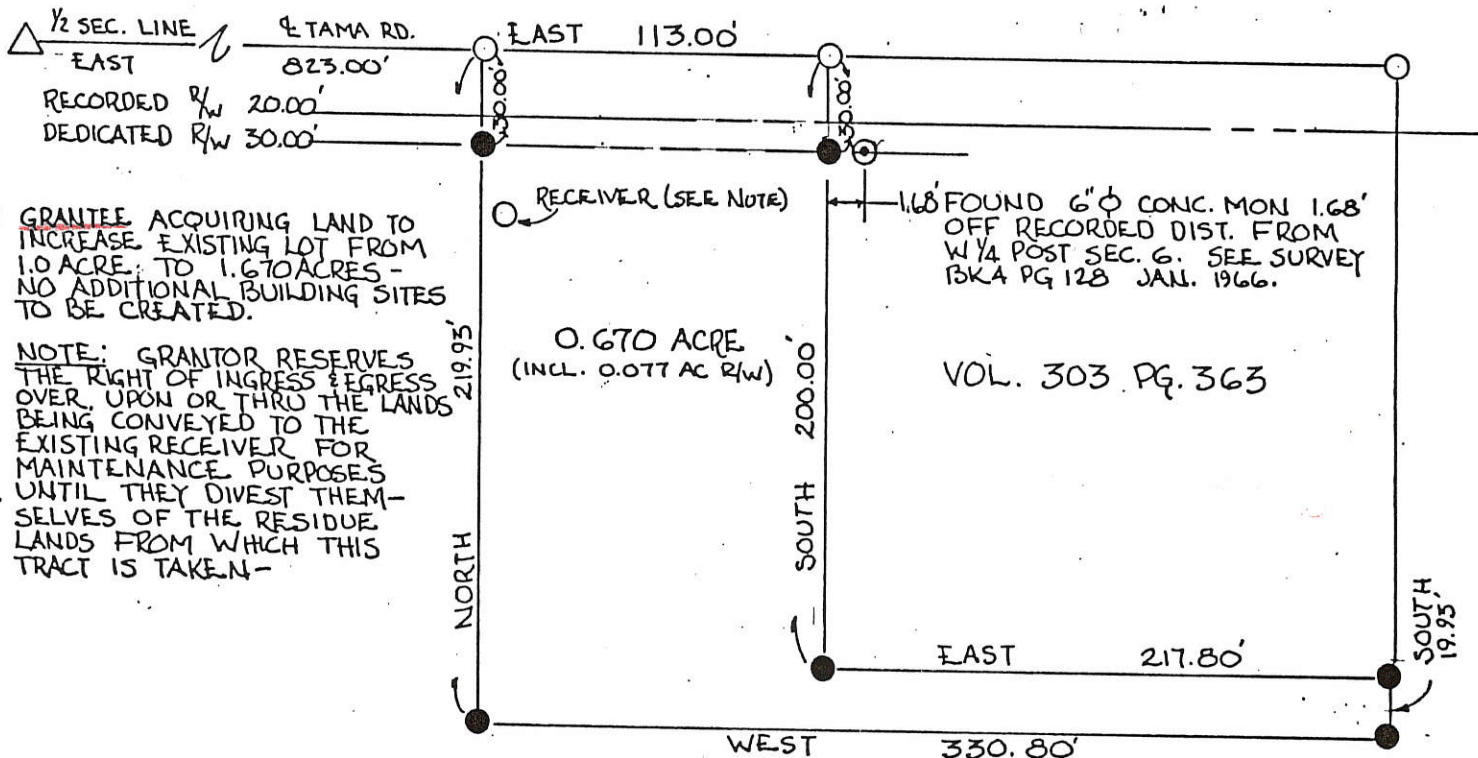 1/2 SEC. LINE
EAST
℄ TAMA RD.
823.00'
EAST 113.00'
RECORDED R/W 20.00'
DEDICATED R/W 30.00'
30.08'
30.08'
RECEIVER (SEE NOTE)
1.68' FOUND 6"ϕ CONC. MON 1.68'
OFF RECORDED DIST. FROM
W 1/4 POST SEC. 6. SEE SURVEY
BK4 PG 128 JAN. 1966.
GRANTEE ACQUIRING LAND TO
INCREASE EXISTING LOT FROM
1.0 ACRE, TO 1.670 ACRES -
NO ADDITIONAL BUILDING SITES
TO BE CREATED.
NOTE: GRANTOR RESERVES
THE RIGHT OF INGRESS & EGRESS
OVER, UPON OR THRU THE LANDS
BEING CONVEYED TO THE
EXISTING RECEIVER FOR
MAINTENANCE PURPOSES
UNTIL THEY DIVEST THEM-
SELVES OF THE RESIDUE
LANDS FROM WHICH THIS
TRACT IS TAKEN-
NORTH 219.95'
0.670 ACRE
(INCL. 0.077 AC R/W)
SOUTH 200.00'
VOL. 303 PG. 363
EAST 217.80'
SOUTH
19.95'
WEST 330.80'